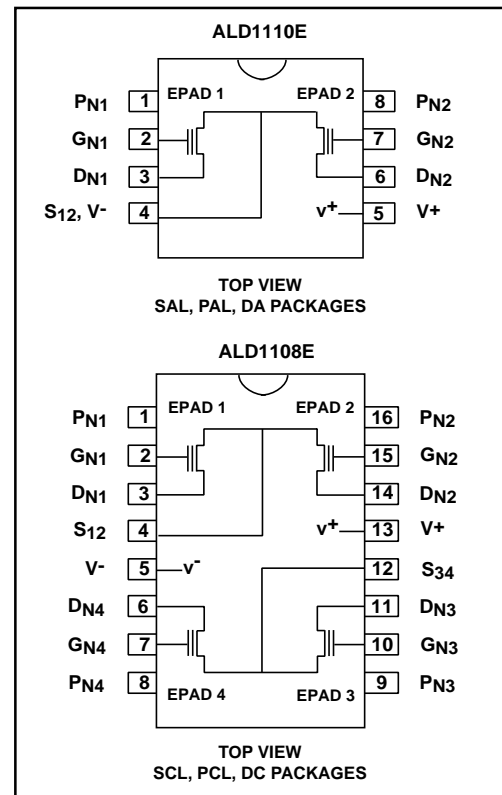 ALD1110E
EPAD 1 EPAD 2
PN1 1 8 PN2
GN1 2 7 GN2
DN1 3 6 DN2
S12, V- 4 v+ 5 V+
TOP VIEW
SAL, PAL, DA PACKAGES
ALD1108E
EPAD 1 EPAD 2
PN1 1 16 PN2
GN1 2 15 GN2
DN1 3 14 DN2
S12 4 v+ 13 V+
V- 5 v- 12 S34
DN4 6 11 DN3
GN4 7 10 GN3
PN4 8 9 PN3
EPAD 4 EPAD 3
TOP VIEW
SCL, PCL, DC PACKAGES